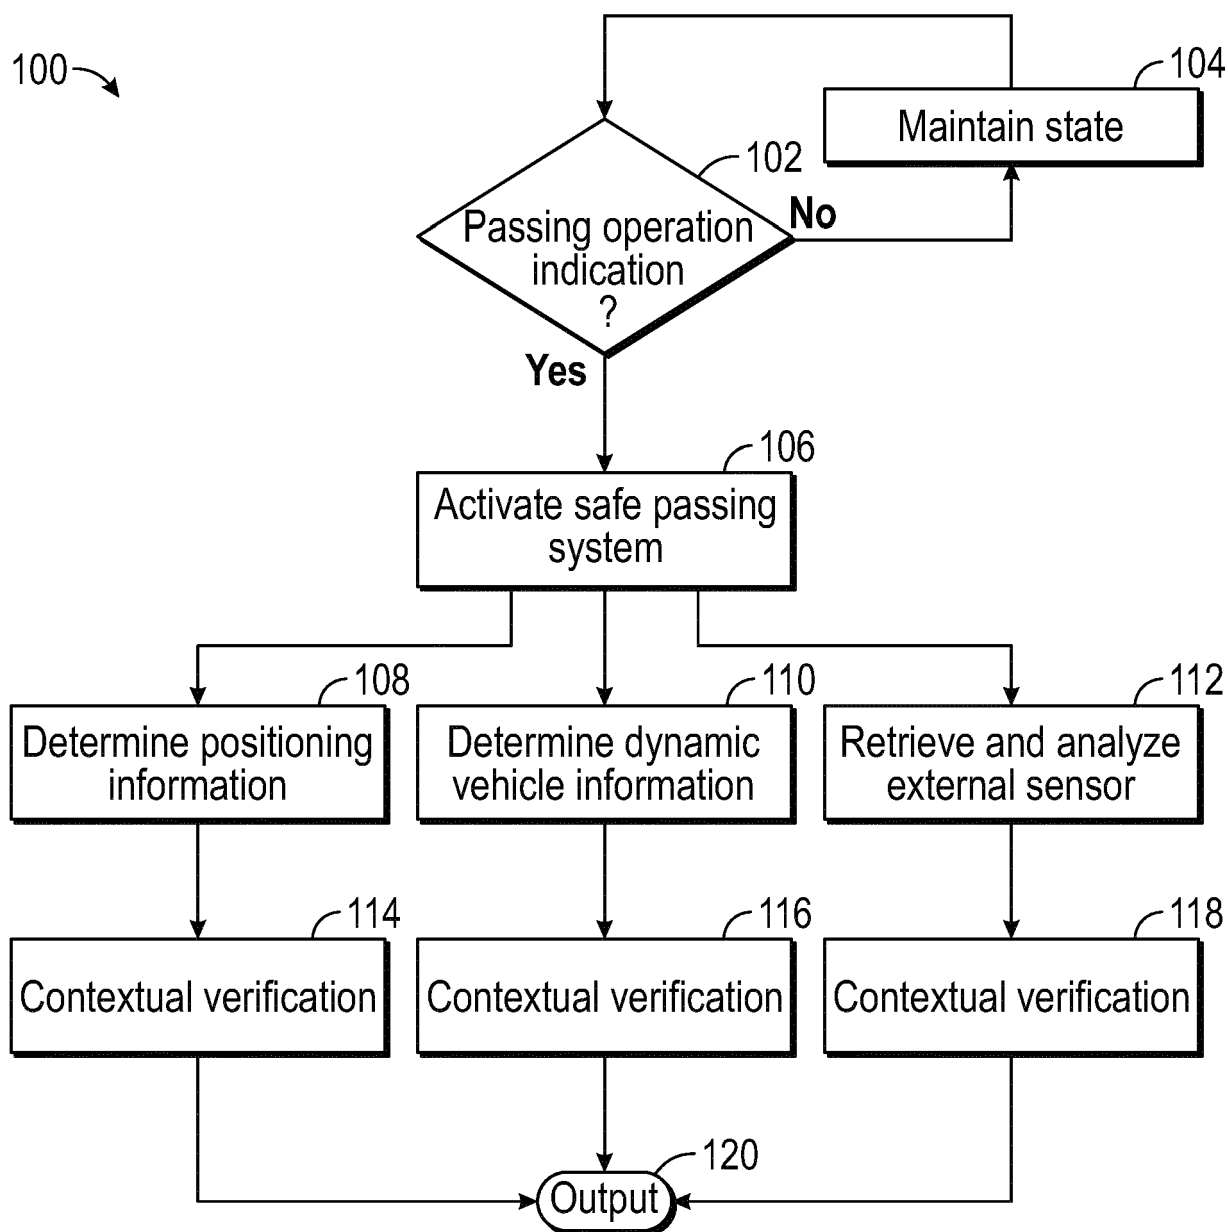 100
104
Maintain state
102
Passing operation
indication
?
No
Yes
106
Activate safe passing
system
108
Determine positioning
information
110
Determine dynamic
vehicle information
112
Retrieve and analyze
external sensor
114
Contextual verification
116
Contextual verification
118
Contextual verification
120
Output